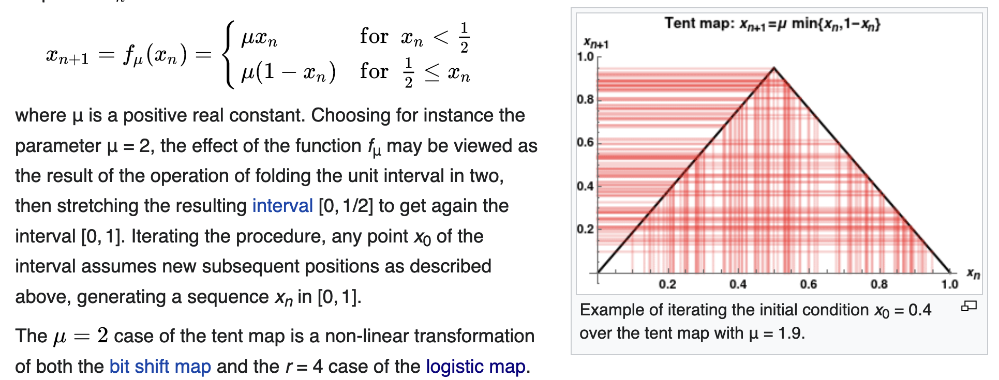 x_{n+1} = f_μ(x_n) = { μx_n for x_n < 1/2
μ(1 − x_n) for 1/2 ≤ x_n
where μ is a positive real constant. Choosing for instance the
parameter μ = 2, the effect of the function f_μ may be viewed as
the result of the operation of folding the unit interval in two,
then stretching the resulting interval [0, 1/2] to get again the
interval [0, 1]. Iterating the procedure, any point x_0 of the
interval assumes new subsequent positions as described
above, generating a sequence x_n in [0, 1].
The μ = 2 case of the tent map is a non-linear transformation
of both the bit shift map and the r = 4 case of the logistic map.
Tent map: x_{n+1}=μ min{x_n,1−x_n}
x_{n+1}
1.0
0.8
0.6
0.4
0.2
0.2 0.4 0.6 0.8 1.0
x_n
Example of iterating the initial condition x_0 = 0.4
over the tent map with μ = 1.9.